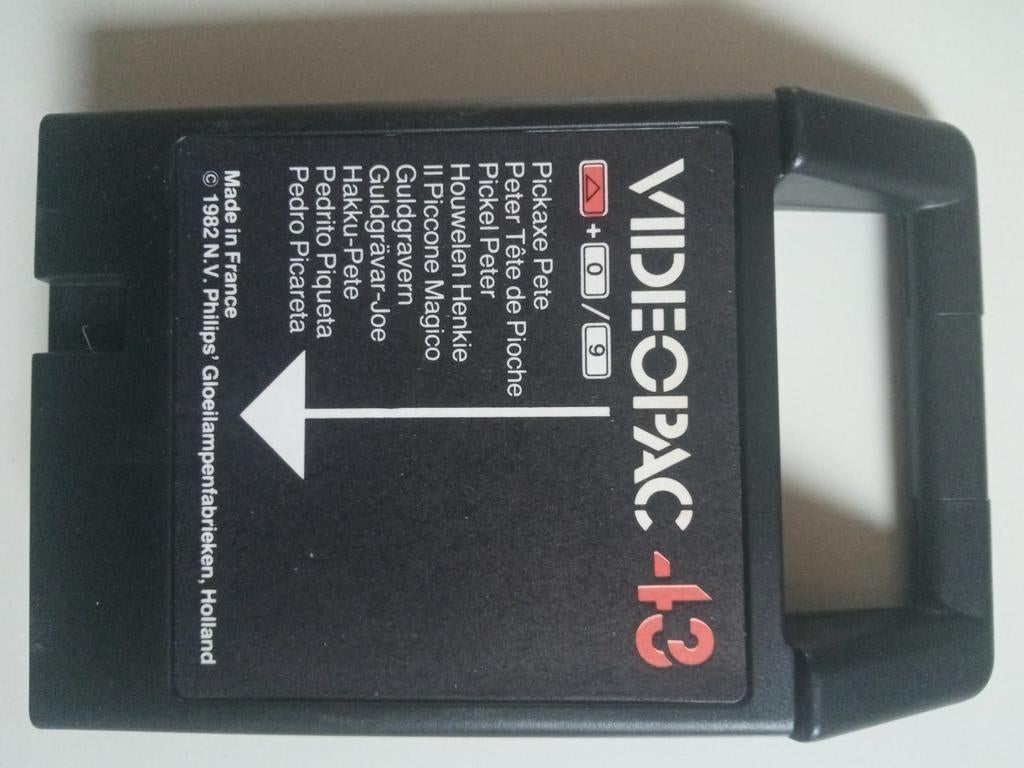 VIDEOPAC 43
△ + 0 / 9
Pickaxe Pete
Peter Tête de Pioche
Pickel Peter
Houwelen Henkie
Il Piccone Magico
Guldgravern
Guldgrävar-Joe
Hakku-Pete
Pedrito Piqueta
Pedro Picareta
Made in France
© 1982 N.V. Philips' Gloeilampenfabrieken, Holland